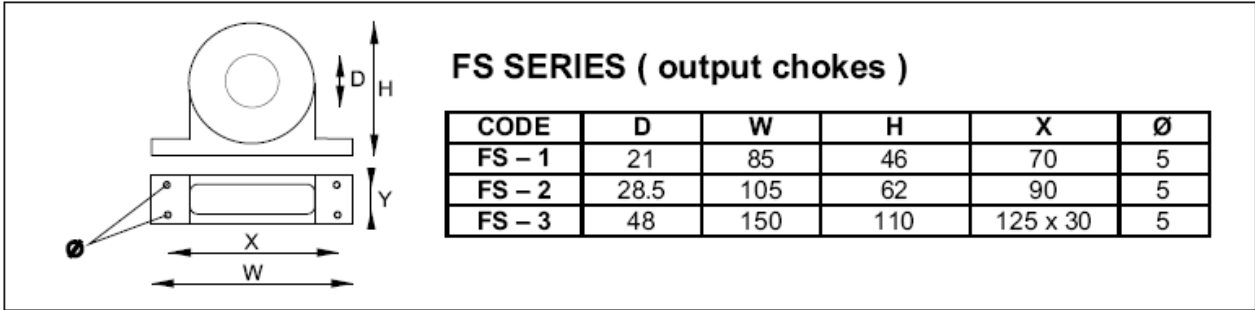 D
H
Y
Ø
X
W
FS SERIES ( output chokes )
CODE D W H X Ø
FS – 1 21 85 46 70 5
FS – 2 28.5 105 62 90 5
FS – 3 48 150 110 125 x 30 5